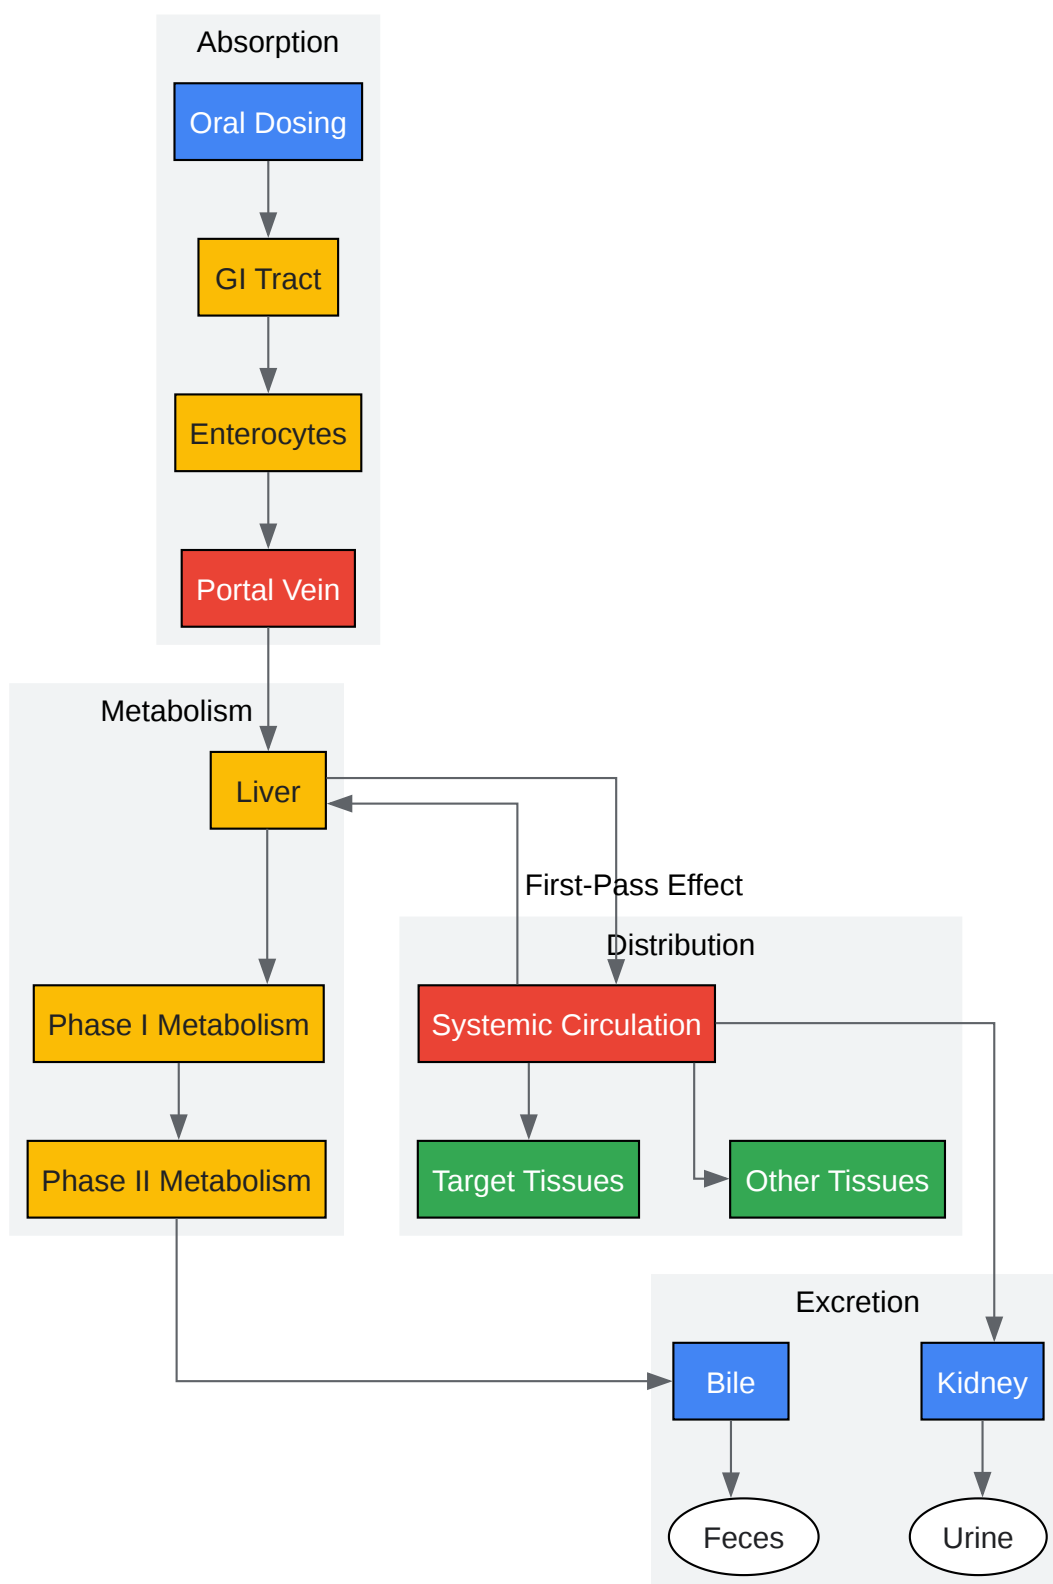 Absorption
Oral Dosing
GI Tract
Enterocytes
Portal Vein
Metabolism
Liver
First-Pass Effect
Distribution
Phase I Metabolism
Systemic Circulation
Phase II Metabolism
Target Tissues
Other Tissues
Excretion
Bile
Kidney
Feces
Urine